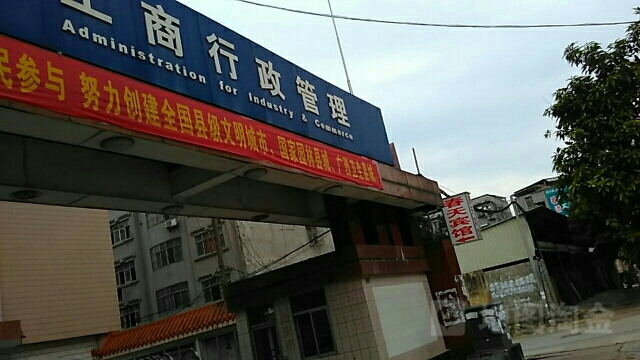 工商行政管理
Administration for Industry & Commerce
民参与 努力创建全国县级文明城市、国家园林县城、广西卫生县城
春天宾馆